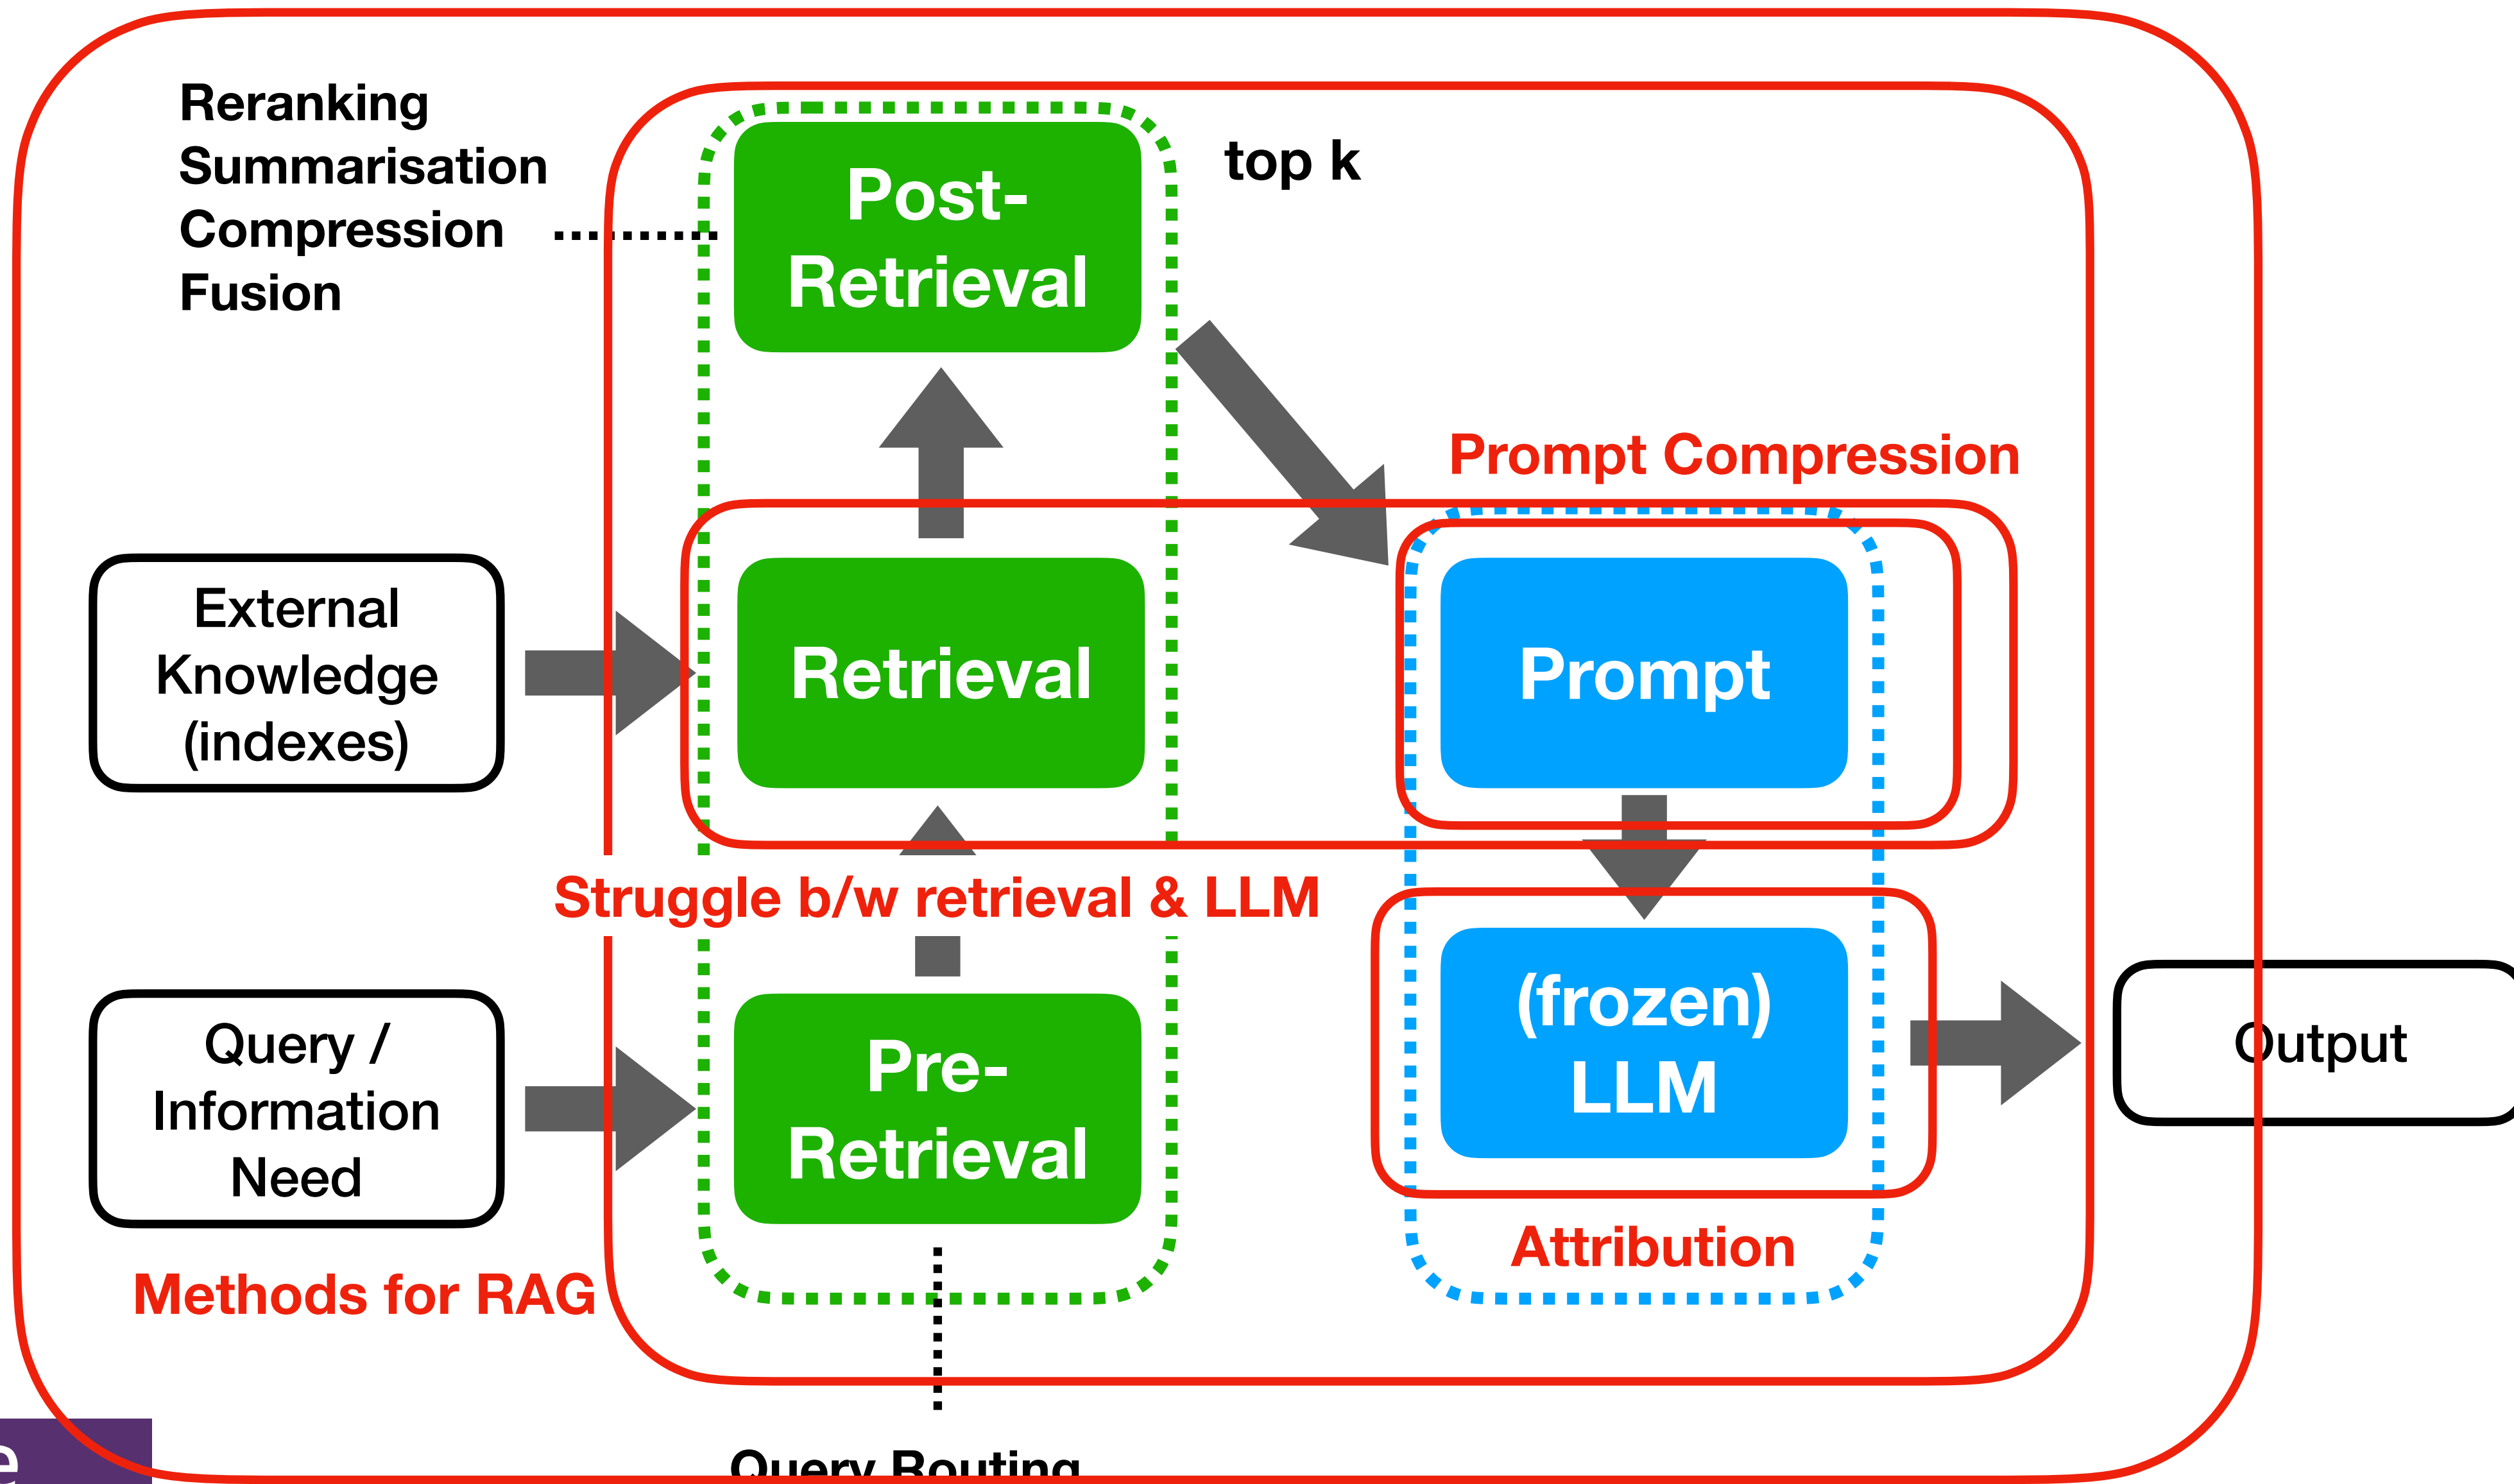 Reranking
Summarisation
Compression
Fusion
Post-
Retrieval
top k
Prompt Compression
External
Knowledge
(indexes)
Retrieval
Prompt
Struggle b/w retrieval & LLM
Query /
Information
Need
Pre-
Retrieval
(frozen)
LLM
Output
Attribution
Methods for RAG
Query Routing